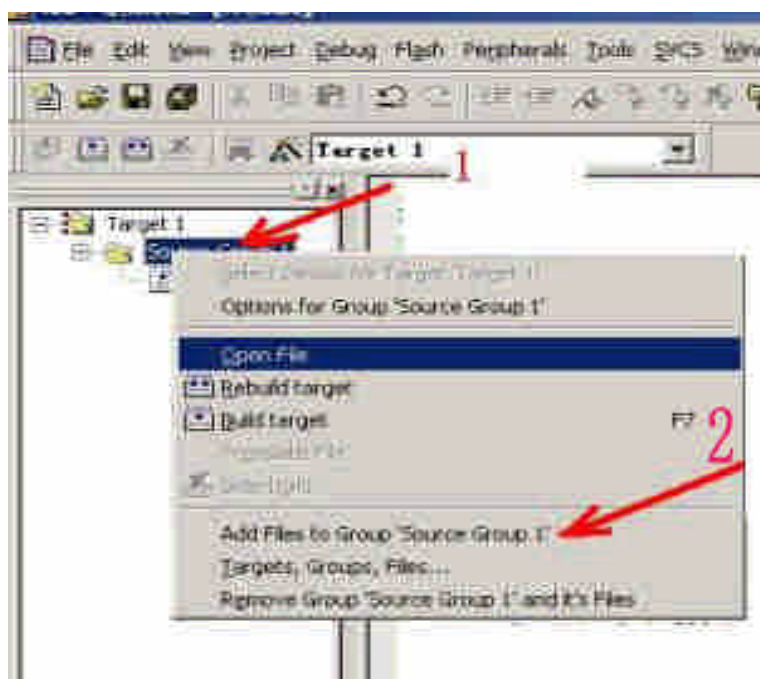 File Edit View Project Debug Flash Peripherals Tools SVCS
Target 1
1
Target 1
Options for Group 'Source Group 1'
Open File
Rebuild target
Build target F7
2
Add Files to Group 'Source Group 1'
Targets, Groups, Files...
Remove Group 'Source Group 1' and it's Files